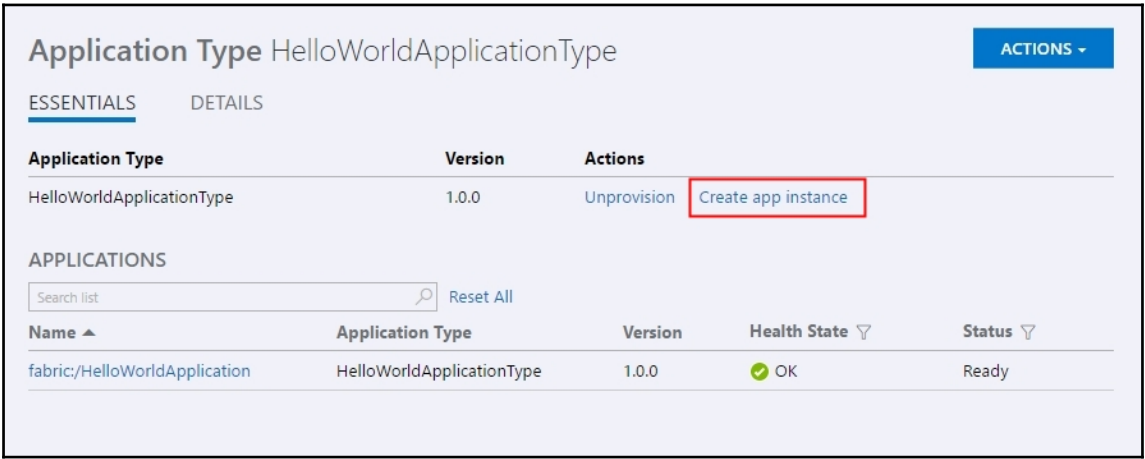 Application Type HelloWorldApplicationType
ACTIONS
ESSENTIALS DETAILS
Application Type Version Actions
HelloWorldApplicationType 1.0.0 Unprovision Create app instance
APPLICATIONS
Search list Reset All
Name Application Type Version Health State Status
fabric:/HelloWorldApplication HelloWorldApplicationType 1.0.0 OK Ready